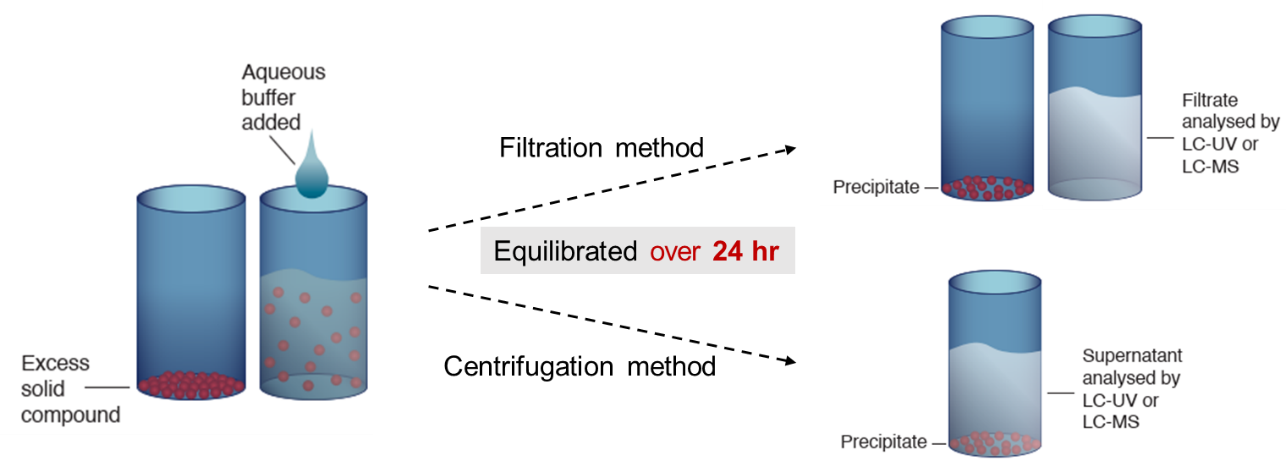 Aqueous
buffer
added
Excess
solid
compound
Filtration method
Equilibrated over 24 hr
Centrifugation method
Precipitate
Filtrate
analysed by
LC-UV or
LC-MS
Precipitate
Supernatant
analysed by
LC-UV or
LC-MS